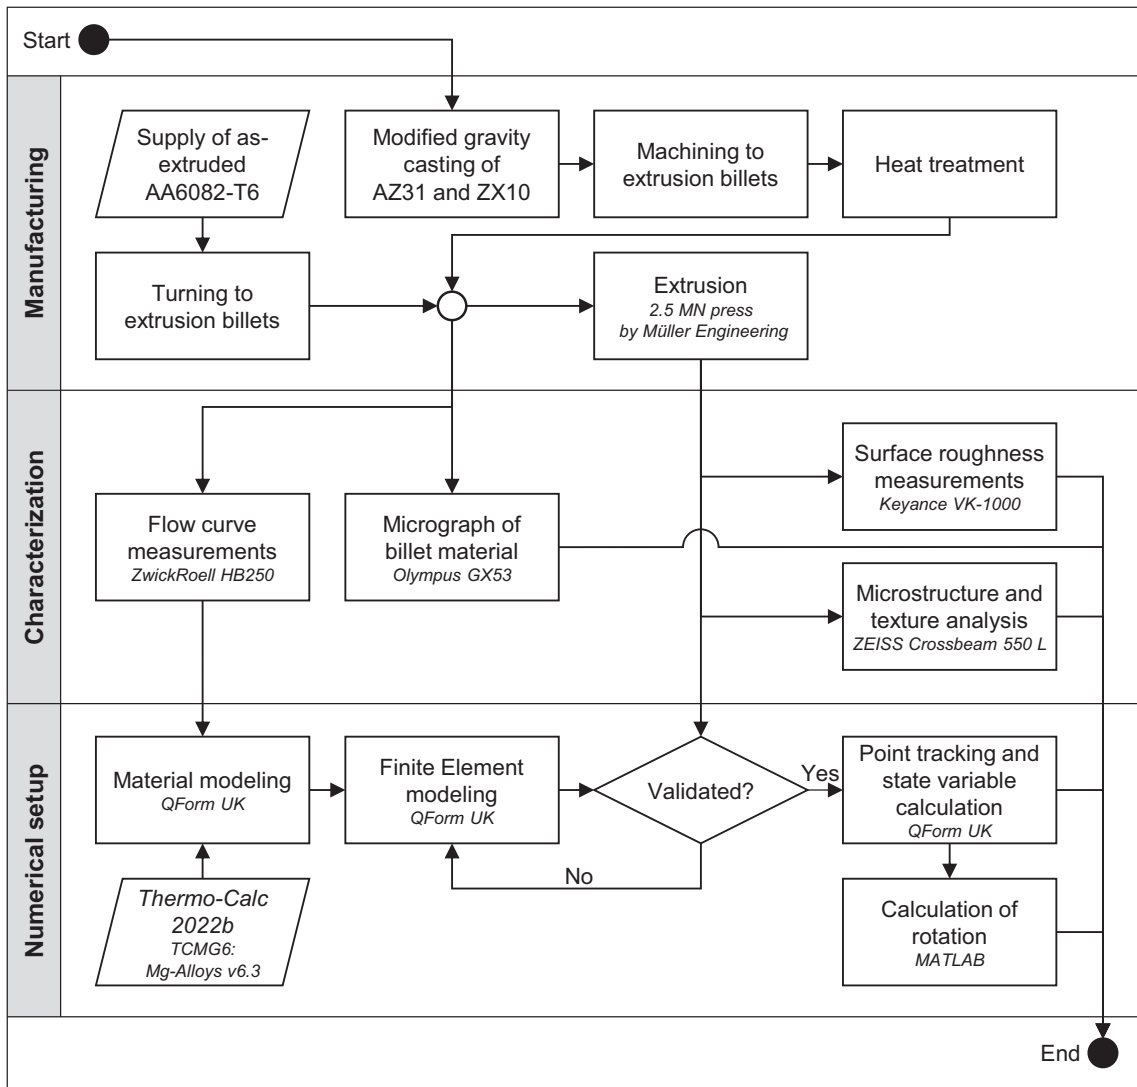 Start
Manufacturing
Supply of as-
extruded
AA6082-T6
Modified gravity
casting of
AZ31 and ZX10
Machining to
extrusion billets
Heat treatment
Turning to
extrusion billets
Extrusion
2.5 MN press
by Müller Engineering
Characterization
Surface roughness
measurements
Keyance VK-1000
Flow curve
measurements
ZwickRoell HB250
Micrograph of
billet material
Olympus GX53
Microstructure and
texture analysis
ZEISS Crossbeam 550 L
Numerical setup
Material modeling
QForm UK
Finite Element
modeling
QForm UK
Validated?
Yes
Point tracking and
state variable
calculation
QForm UK
No
Thermo-Calc
2022b
TCMG6:
Mg-Alloys v6.3
Calculation of
rotation
MATLAB
End